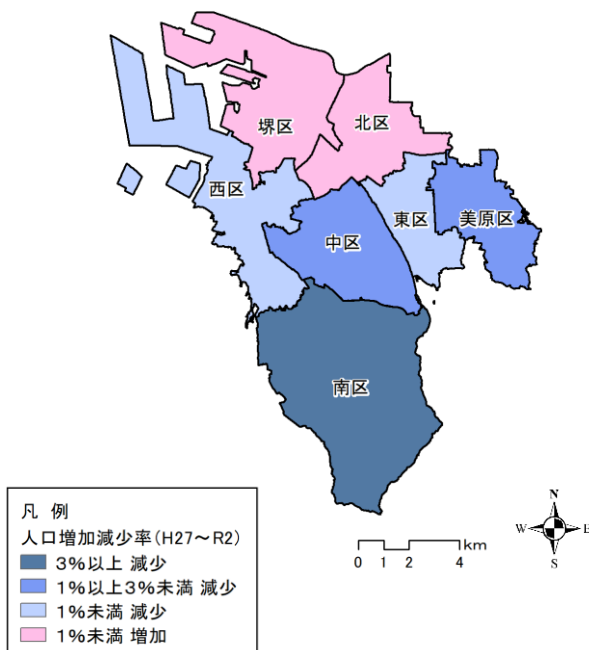 堺区
北区
西区
東区
美原区
中区
南区
凡 例
人口増加減少率(H27～R2)
3%以上 減少
1%以上3%未満 減少
1%未満 減少
1%未満 増加
km
0 1 2 4
N
W E
S